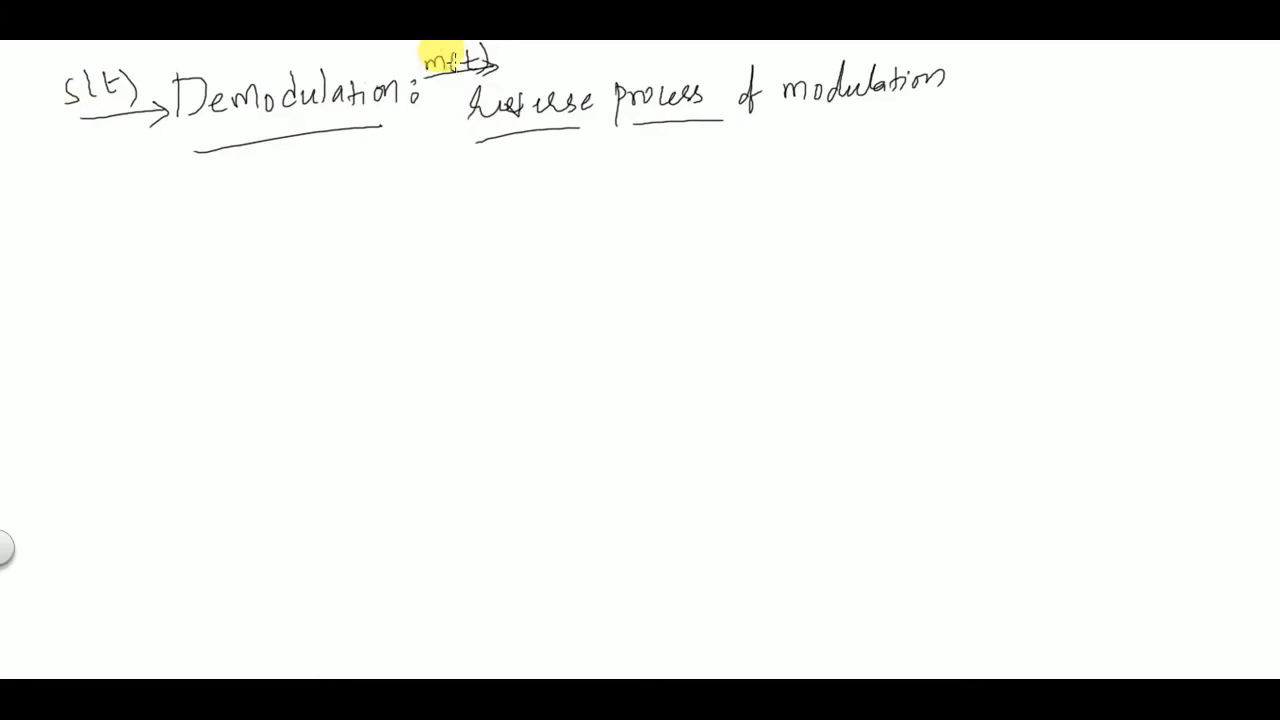 m(t)
s(t) → Demodulation: reverse process of modulation